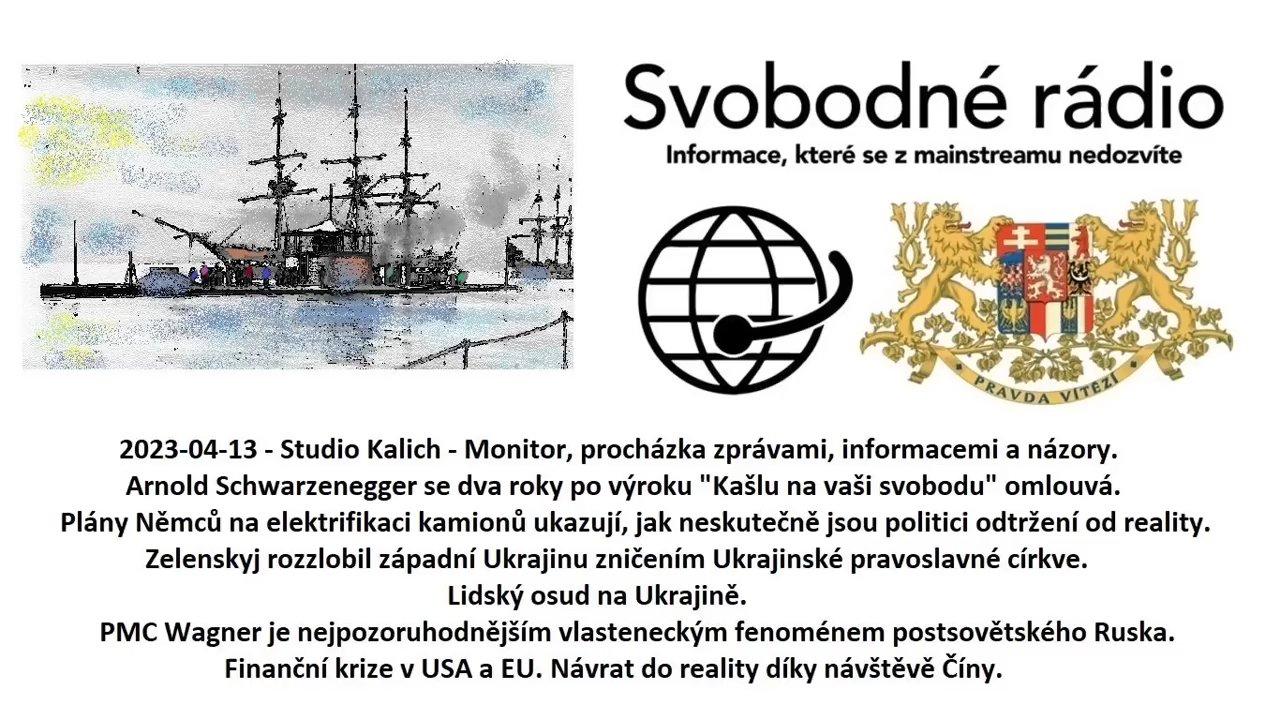 Svobodné rádio
Informace, které se z mainstreamu nedozvíte
PRAVDA VÍTĚZÍ
2023-04-13 - Studio Kalich - Monitor, procházka zprávami, informacemi a názory.
Arnold Schwarzenegger se dva roky po výroku "Kašlu na vaši svobodu" omlouvá.
Plány Němců na elektrifikaci kamionů ukazují, jak neskutečně jsou politici odtržení od reality.
Zelenskyj rozzlobil západní Ukrajinu zničením Ukrajinské pravoslavné církve.
Lidský osud na Ukrajině.
PMC Wagner je nejpozoruhodnějším vlasteneckým fenoménem postsovětského Ruska.
Finanční krize v USA a EU. Návrat do reality díky návštěvě Číny.